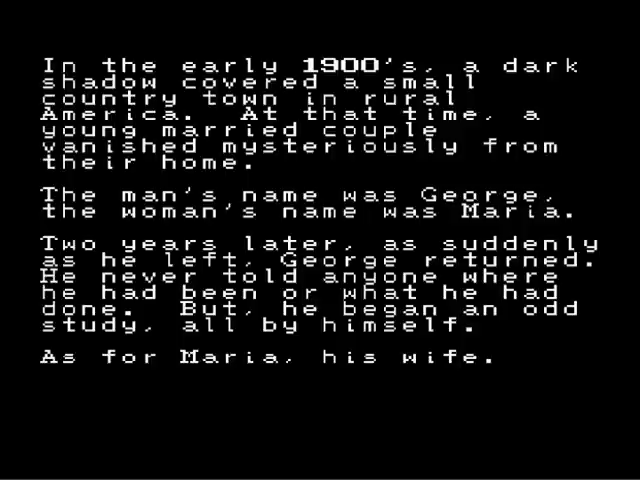 In the early 1900's, a dark
shadow covered a small
country town in rural
America.  At that time, a
young married couple
vanished mysteriously from
their home.
The man's name was George,
the woman's name was Maria.
Two years later, as suddenly
as he left, George returned.
He never told anyone where
he had been or what he had
done.  But, he began an odd
study, all by himself.
As for Maria, his wife.